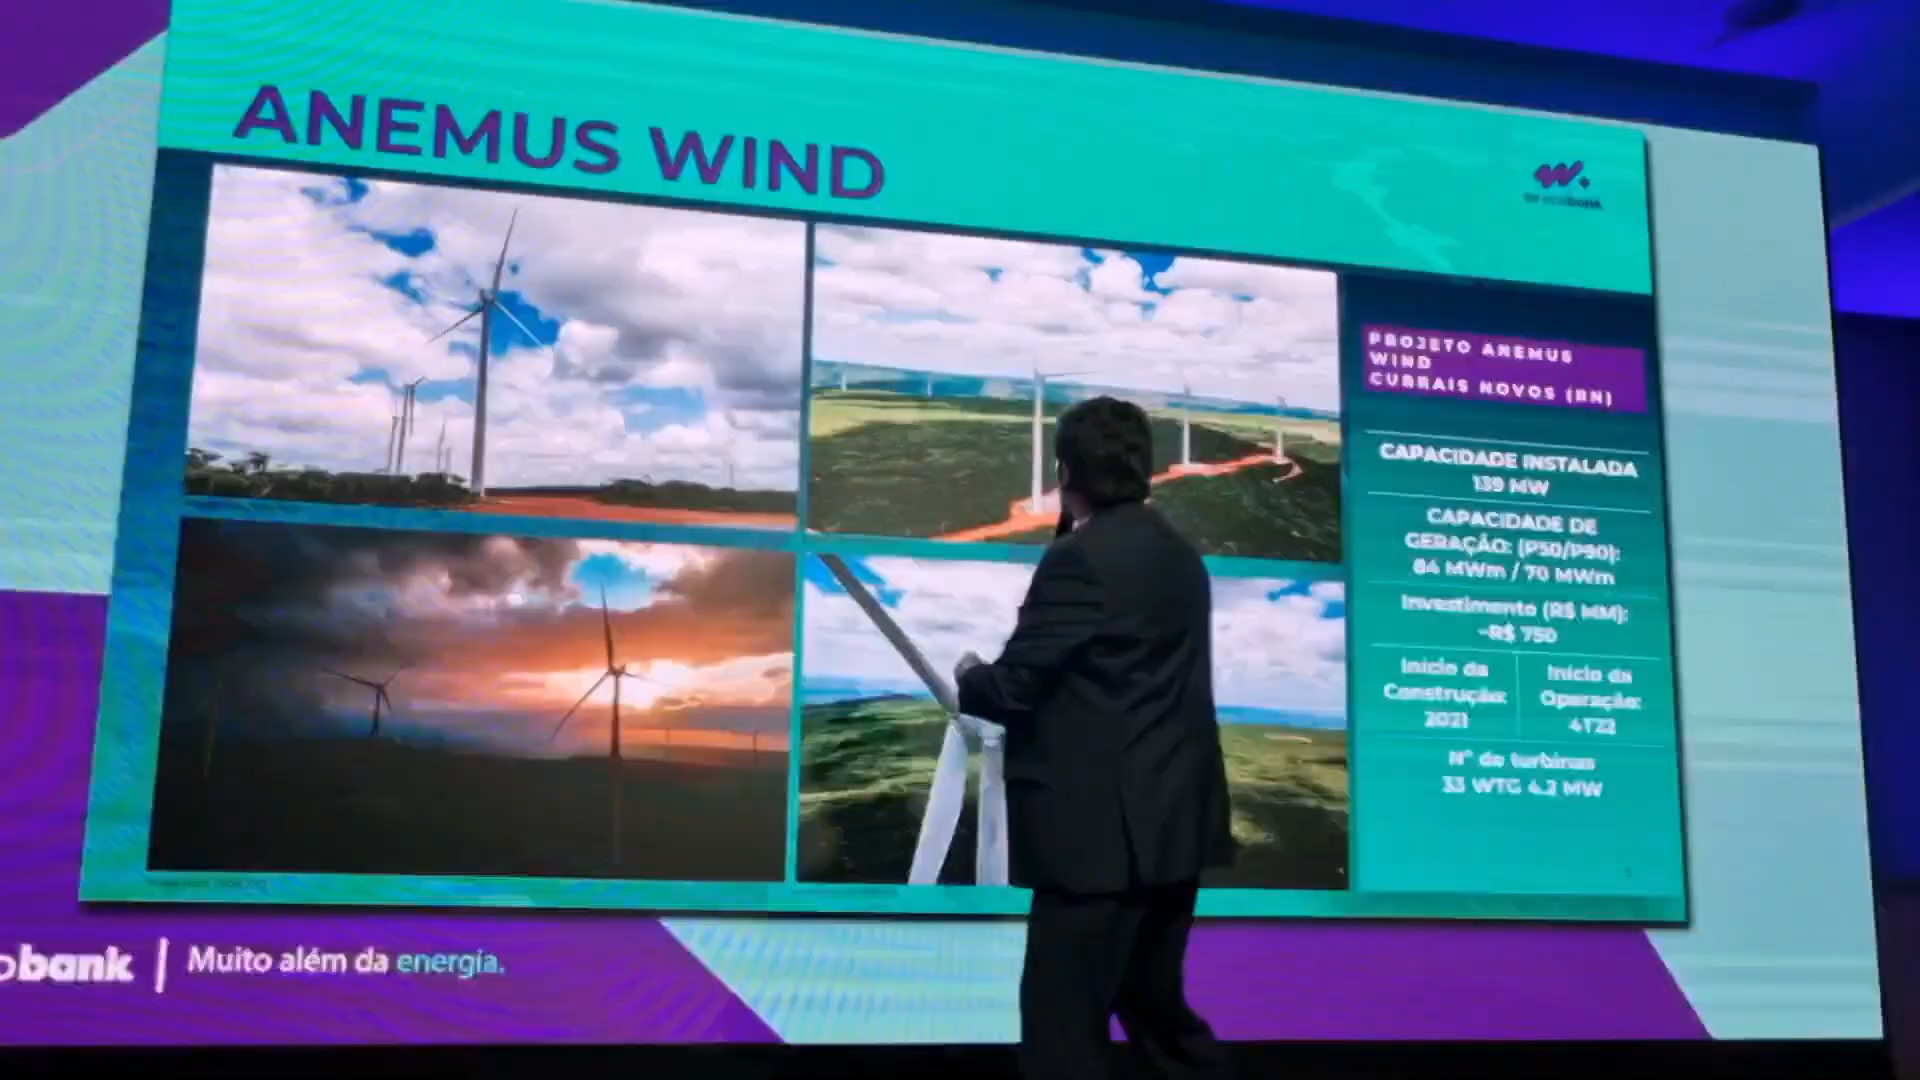 ANEMUS WIND
PROJETO ANEMUS
WIND
CURRAIS NOVOS (RN)
CAPACIDADE INSTALADA
139 MW
CAPACIDADE DE
GERAÇÃO: (P50/P90):
84 MWm / 70 MWm
Investimento (R$ MM):
~R$ 750
Início da
Construção:
2021
Início da
Operação:
4T22
N° de turbinas
33 WTG 4.2 MW
bank | Muito além da energia.